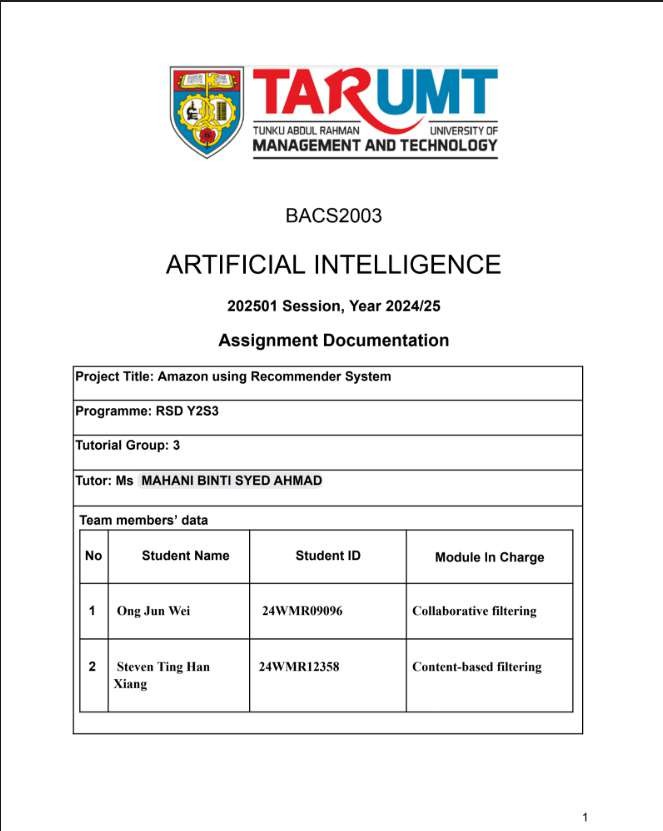 TARUMT
TUNKU ABDUL RAHMAN UNIVERSITY OF
MANAGEMENT AND TECHNOLOGY
BACS2003
ARTIFICIAL INTELLIGENCE
202501 Session, Year 2024/25
Assignment Documentation
Project Title: Amazon using Recommender System
Programme: RSD Y2S3
Tutorial Group: 3
Tutor: Ms MAHANI BINTI SYED AHMAD
Team members’ data
No Student Name Student ID Module In Charge
1 Ong Jun Wei 24WMR09096 Collaborative filtering
2 Steven Ting Han Xiang 24WMR12358 Content-based filtering
1